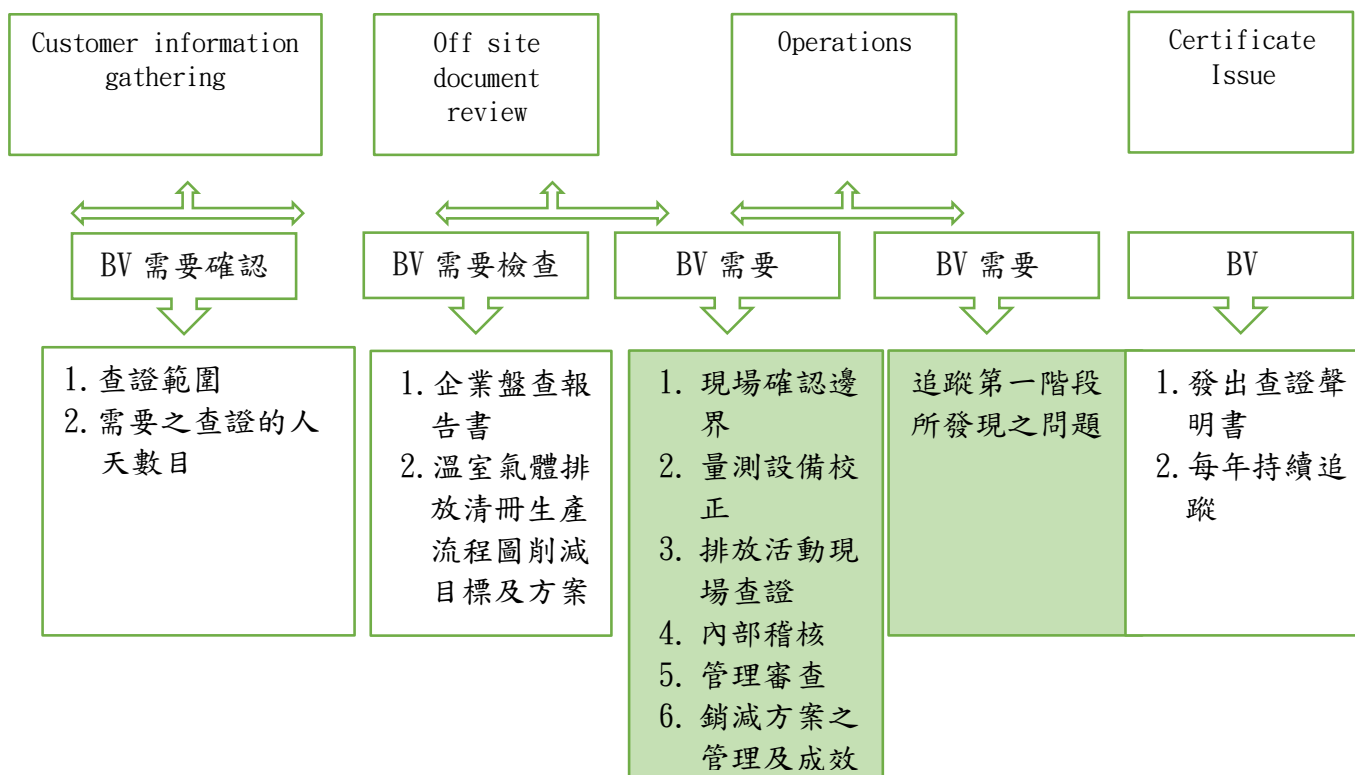 Customer information
gathering
Off site
document
review
Operations
Certificate
Issue
BV 需要確認
BV 需要檢查
BV 需要
BV 需要
BV
1. 查證範圍
2. 需要之查證的人
天數目
1. 企業盤查報
告書
2. 溫室氣體排
放清冊生產
流程圖削減
目標及方案
1. 現場確認邊
界
2. 量測設備校
正
3. 排放活動現
場查證
4. 內部稽核
5. 管理審查
6. 銷減方案之
管理及成效
追蹤第一階段
所發現之問題
1. 發出查證聲
明書
2. 每年持續追
蹤